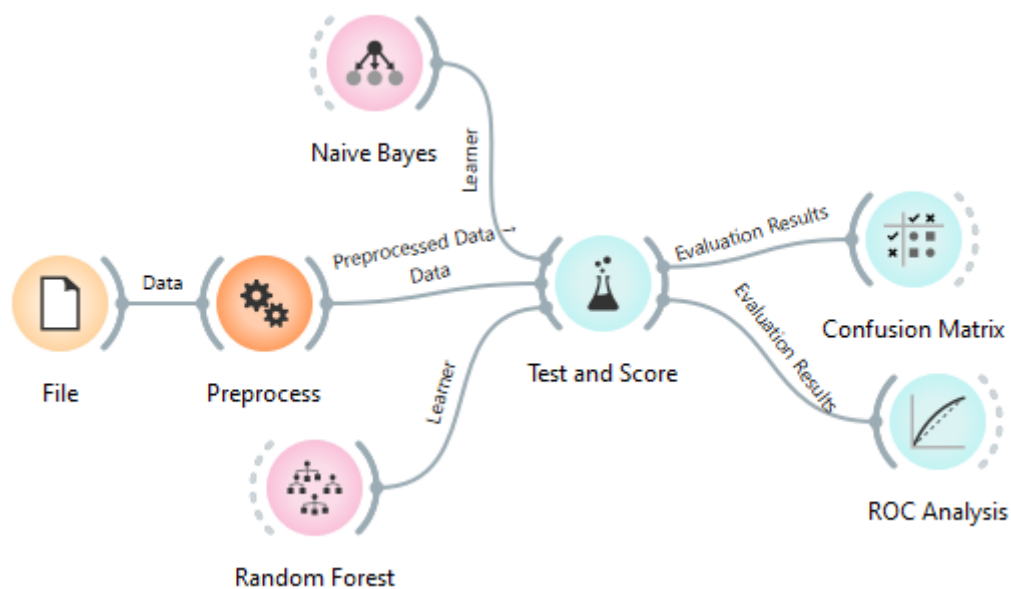 Naive Bayes
Learner
Preprocessed Data →
Data
Data
Evaluation Results
Evaluation Results
Confusion Matrix
File
Preprocess
Test and Score
Learner
Random Forest
ROC Analysis